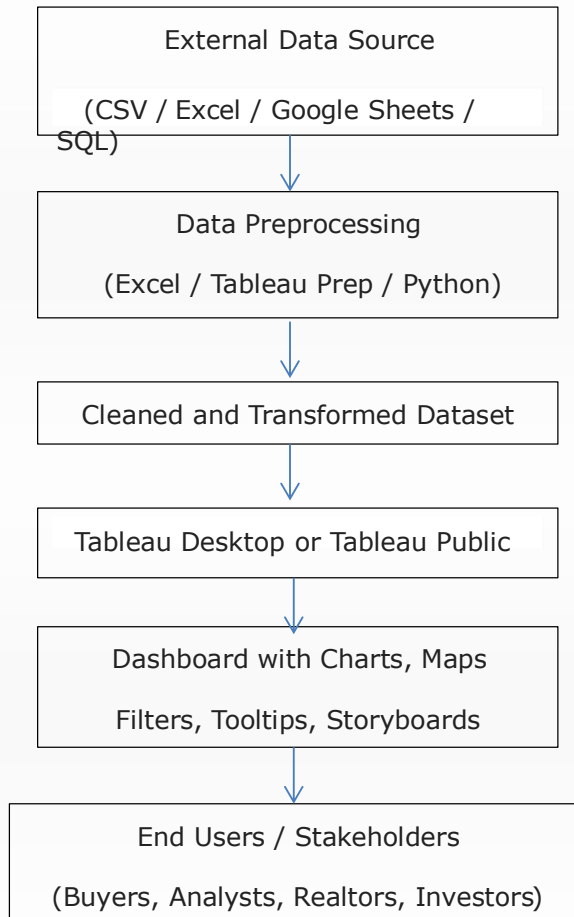 External Data Source
(CSV / Excel / Google Sheets /
SQL)
Data Preprocessing
(Excel / Tableau Prep / Python)
Cleaned and Transformed Dataset
Tableau Desktop or Tableau Public
Dashboard with Charts, Maps
Filters, Tooltips, Storyboards
End Users / Stakeholders
(Buyers, Analysts, Realtors, Investors)